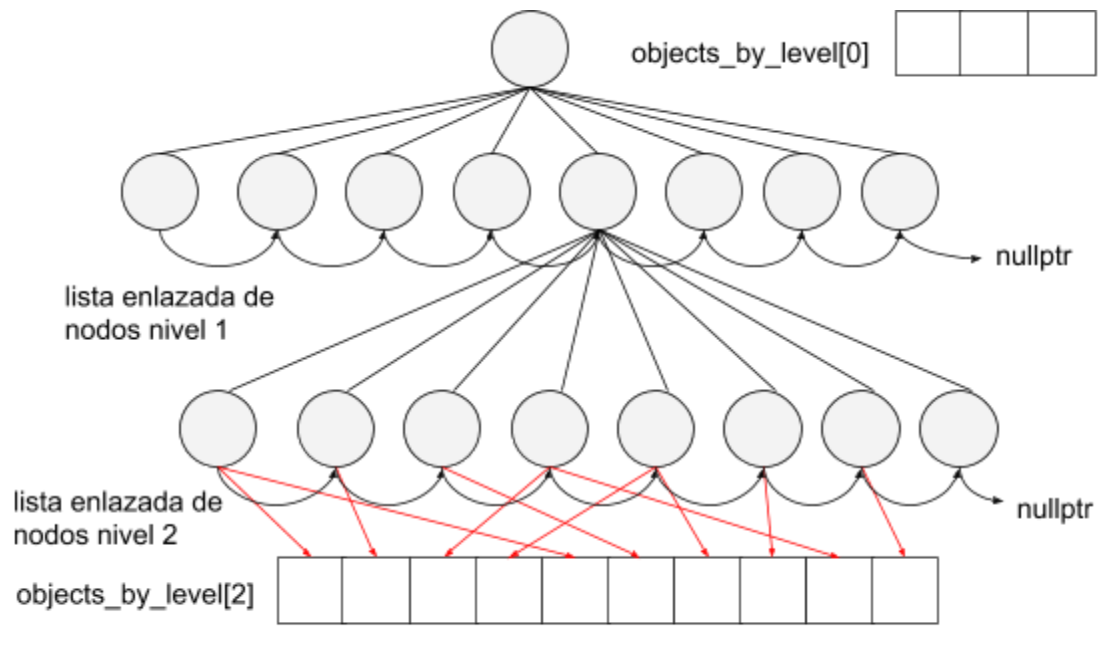 objects_by_level[0]
nullptr
lista enlazada de
nodos nivel 1
lista enlazada de
nodos nivel 2
nullptr
objects_by_level[2]